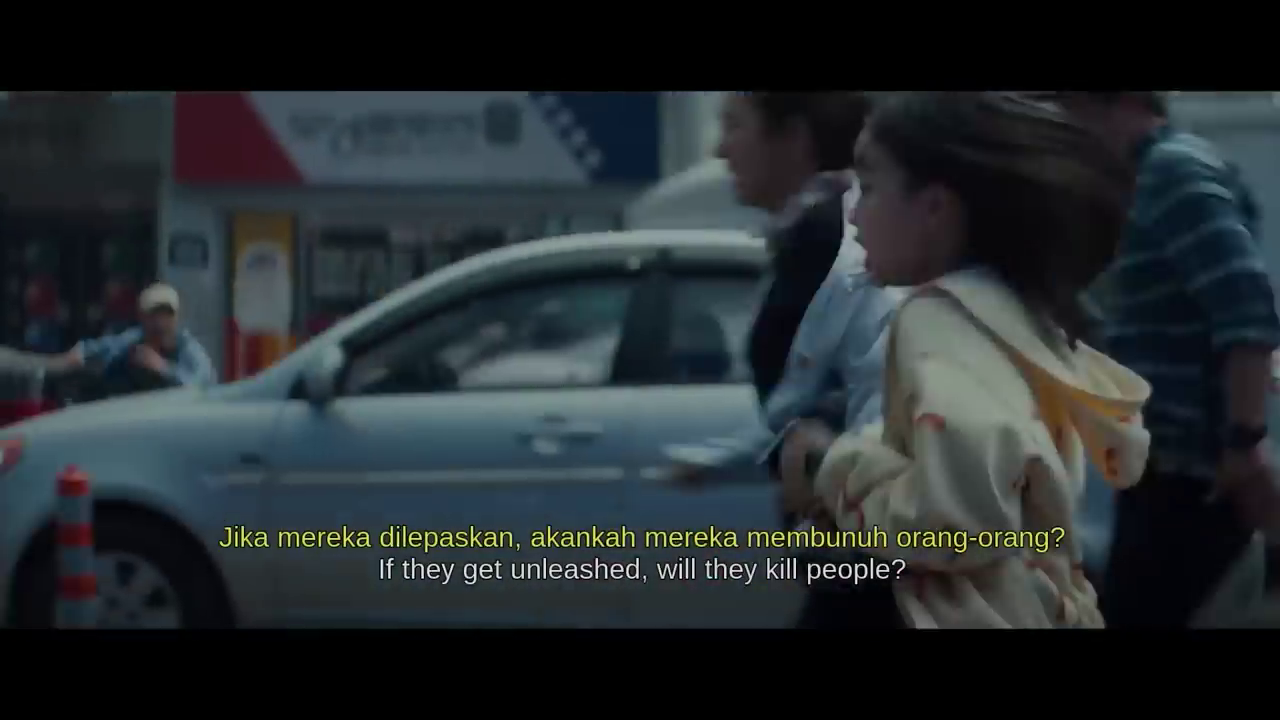 Jika mereka dilepaskan, akankah mereka membunuh orang-orang?
If they get unleashed, will they kill people?